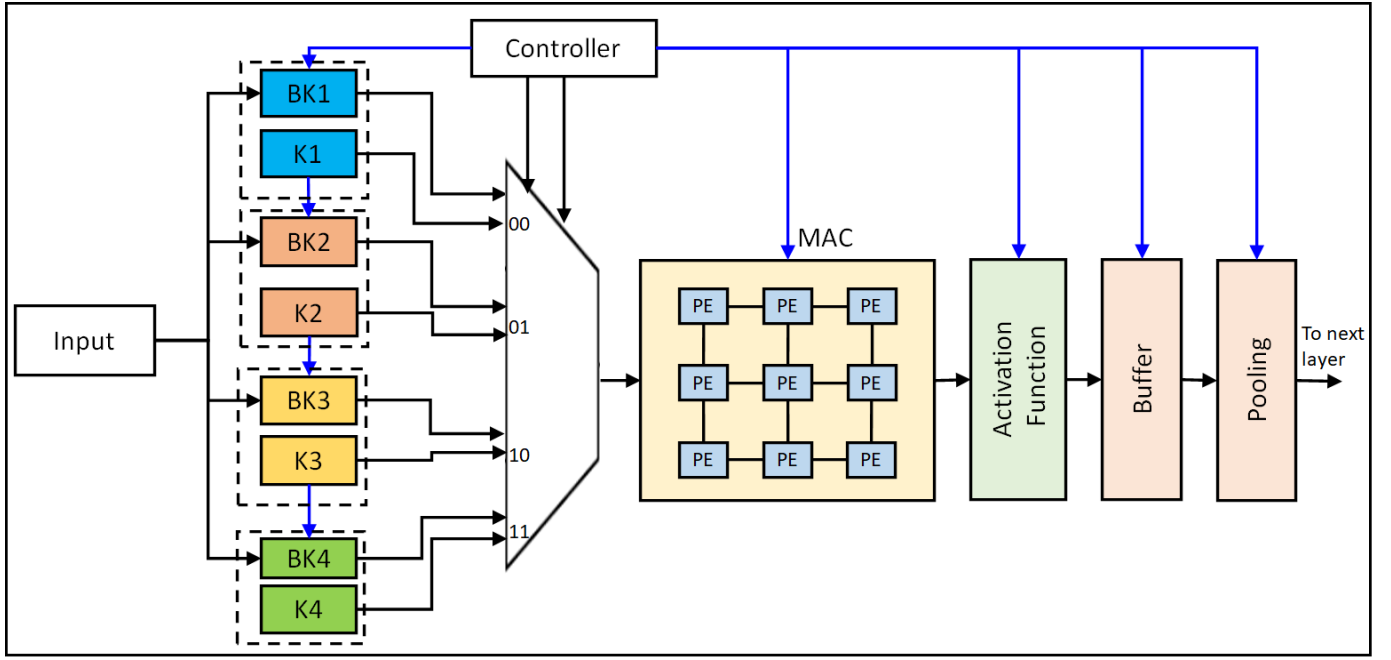 Controller
BK1
K1
BK2
K2
BK3
K3
BK4
K4
Input
00
01
10
11
MAC
PE PE PE
PE PE PE
PE PE PE
Activation
Function
Buffer
Pooling
To next
layer